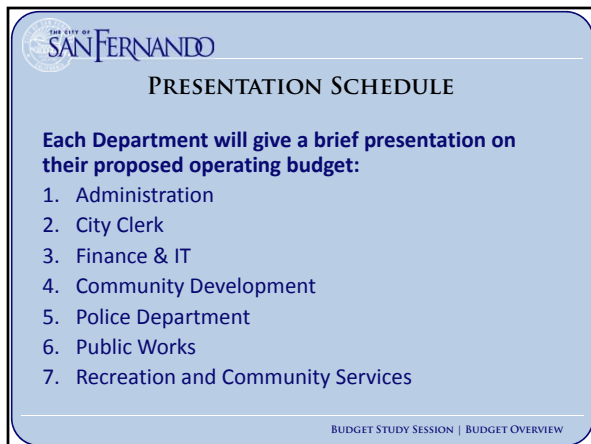 THE CITY OF
SAN FERNANDO
PRESENTATION SCHEDULE
Each Department will give a brief presentation on
their proposed operating budget:
1. Administration
2. City Clerk
3. Finance & IT
4. Community Development
5. Police Department
6. Public Works
7. Recreation and Community Services
BUDGET STUDY SESSION | BUDGET OVERVIEW